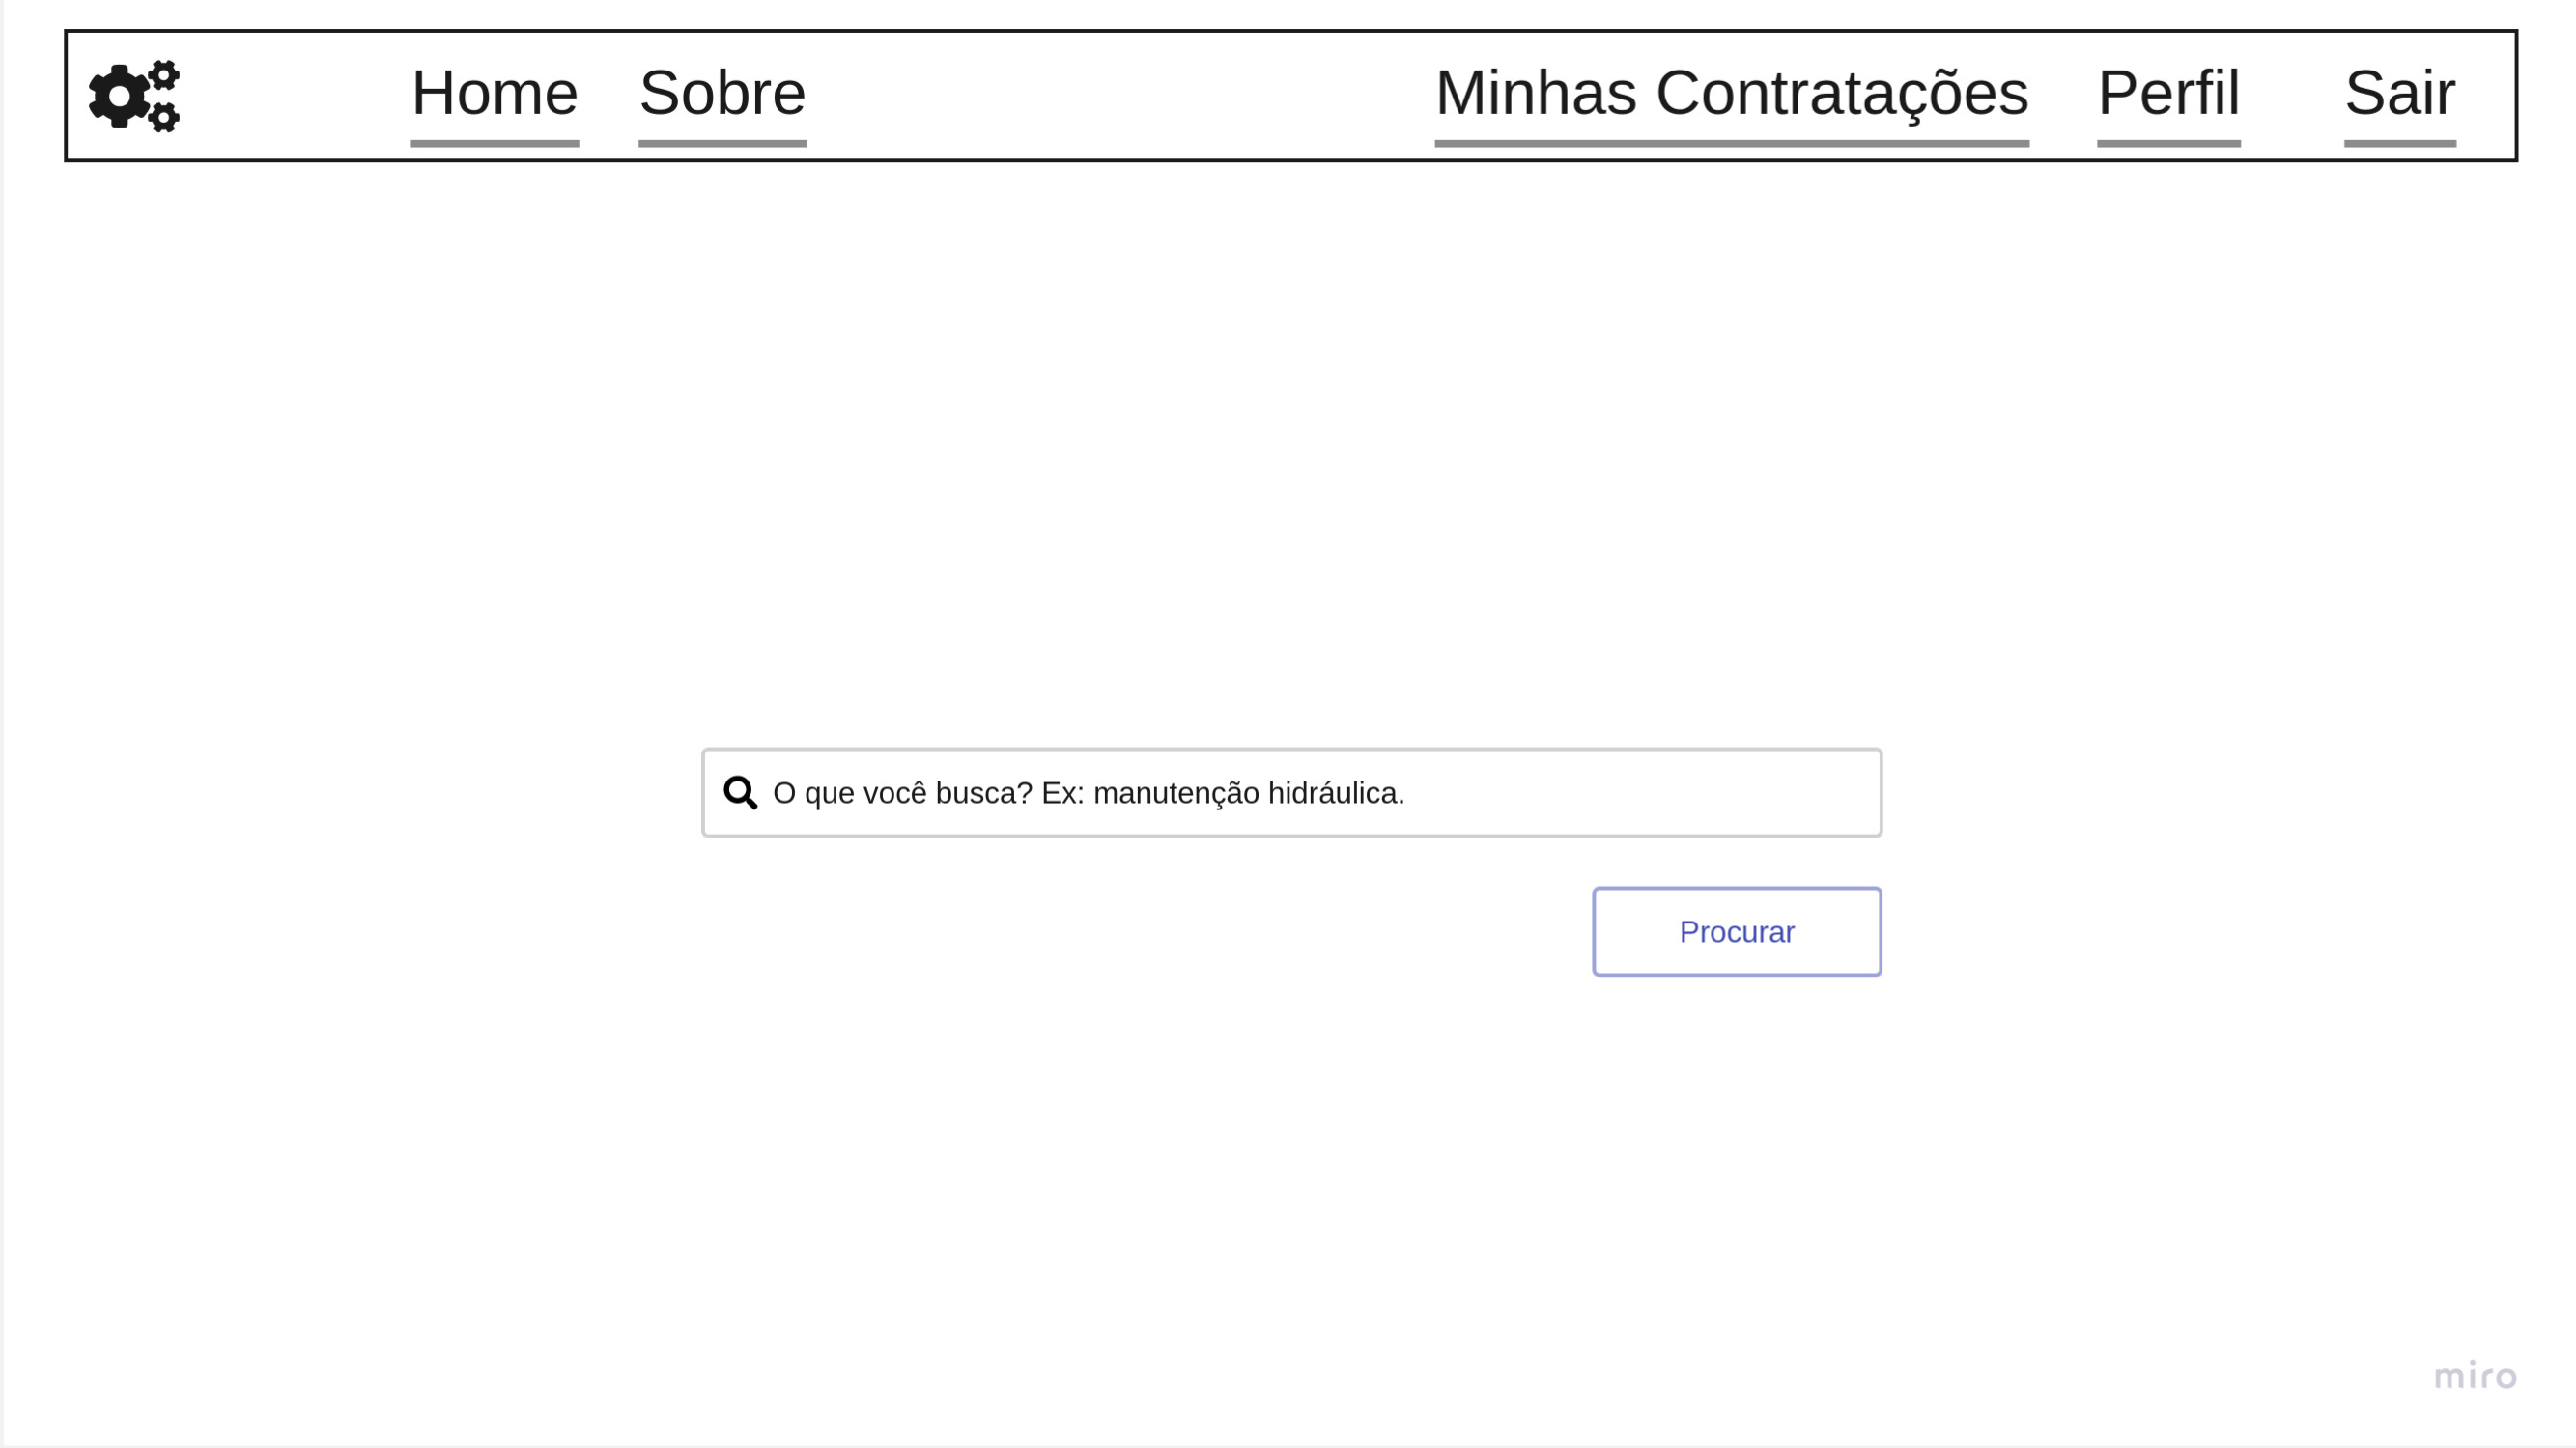 Home Sobre Minhas Contratações Perfil Sair
O que você busca? Ex: manutenção hidráulica.
Procurar
miro